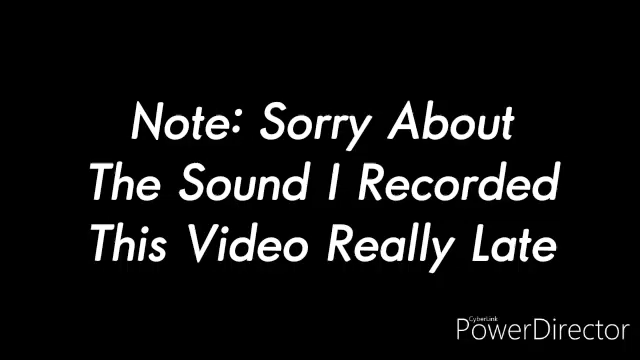 Note: Sorry About
The Sound I Recorded
This Video Really Late
CyberLink
PowerDirector